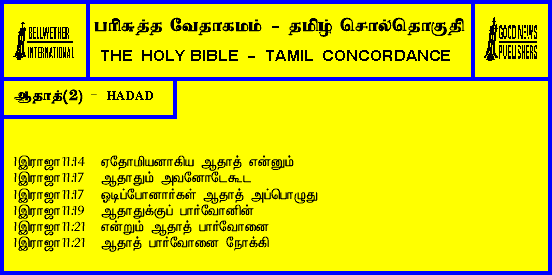 BELLWETHER
INTERNATIONAL
பரிசுத்த வேதாகமம் - தமிழ் சொல்தொகுதி
THE HOLY BIBLE - TAMIL CONCORDANCE
GOOD NEWS
PUBLISHERS
ஆதாத்(2) - HADAD
1இராஜா11:14 ஏதோமியனாகிய ஆதாத் என்னும்
1இராஜா11:17 ஆதாதும் அவனோடேகூட
1இராஜா11:17 ஓடிப்போனார்கள் ஆதாத் அப்பொழுது
1இராஜா11:19 ஆதாதுக்குப் பார்வோனின்
1இராஜா11:21 என்றும் ஆதாத் பார்வோனை
1இராஜா11:21 ஆதாத் பார்வோனை நோக்கி